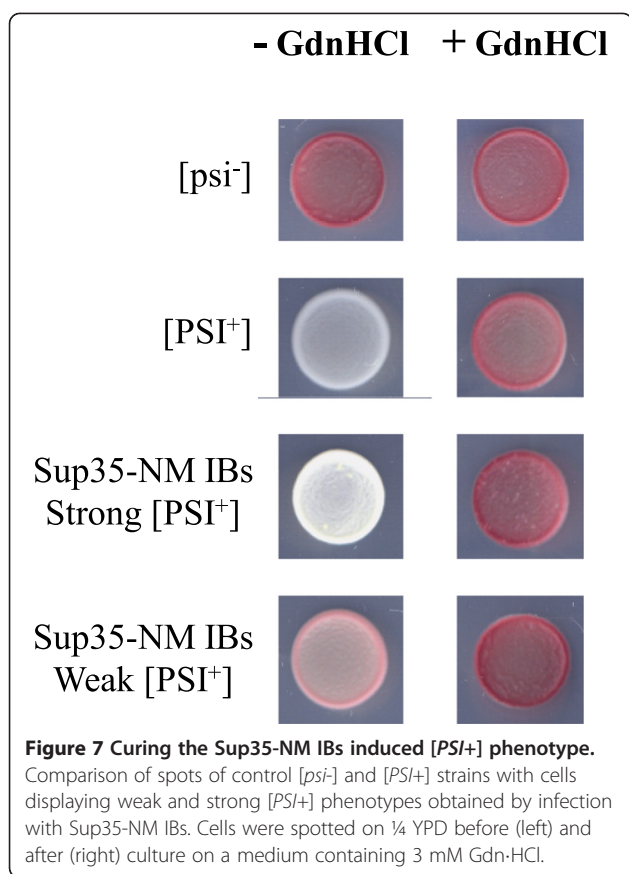 - GdnHCl + GdnHCl
[psi-]
[PSI+]
Sup35-NM IBs
Strong [PSI+]
Sup35-NM IBs
Weak [PSI+]
Figure 7 Curing the Sup35-NM IBs induced [PSI+] phenotype.
Comparison of spots of control [psi-] and [PSI+] strains with cells
displaying weak and strong [PSI+] phenotypes obtained by infection
with Sup35-NM IBs. Cells were spotted on ¼ YPD before (left) and
after (right) culture on a medium containing 3 mM Gdn·HCl.